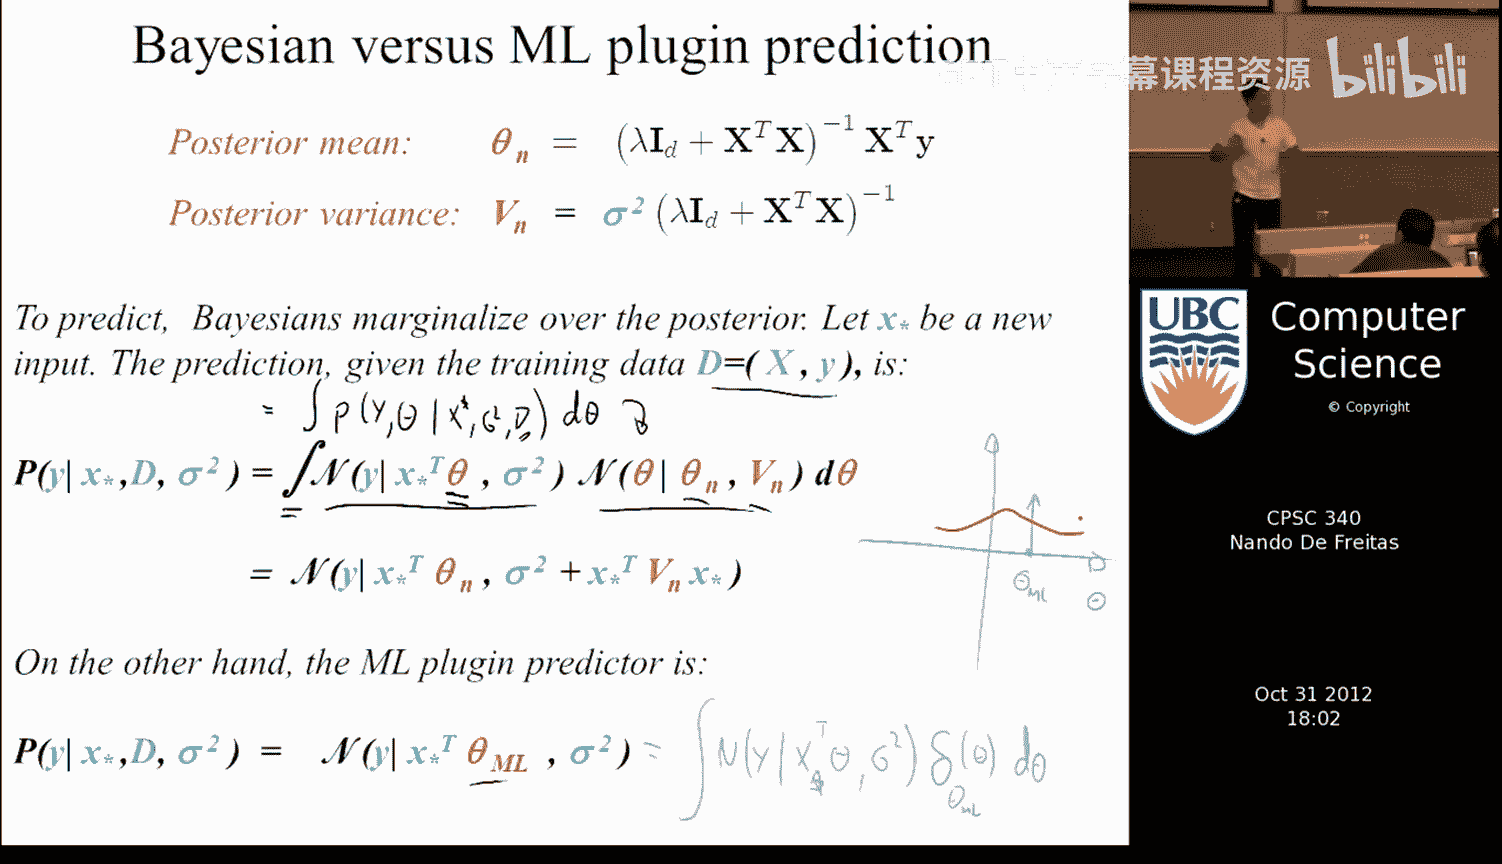 Bayesian versus ML plugin prediction
幕课程资源 bilibili
Posterior mean: θn = (λId + XᵀX)⁻¹ Xᵀy
Posterior variance: Vn = σ² (λId + XᵀX)⁻¹
To predict, Bayesians marginalize over the posterior. Let x* be a new
input. The prediction, given the training data D=( X , y ), is:
= ∫ P(y,θ | x*,σ²,D) dθ
P(y| x*,D, σ² ) = ∫N(y| x*ᵀθ , σ² ) N(θ| θn , Vn ) dθ
= N(y| x*ᵀ θn , σ² + x*ᵀ Vn x* )
θML
θ
On the other hand, the ML plugin predictor is:
P(y| x*,D, σ² ) = N(y| x*ᵀ θML , σ² ) = ∫N(y | x*ᵀθ, σ²) δθML(θ) dθ
UBC
Computer
Science
© Copyright
CPSC 340
Nando De Freitas
Oct 31 2012
18:02